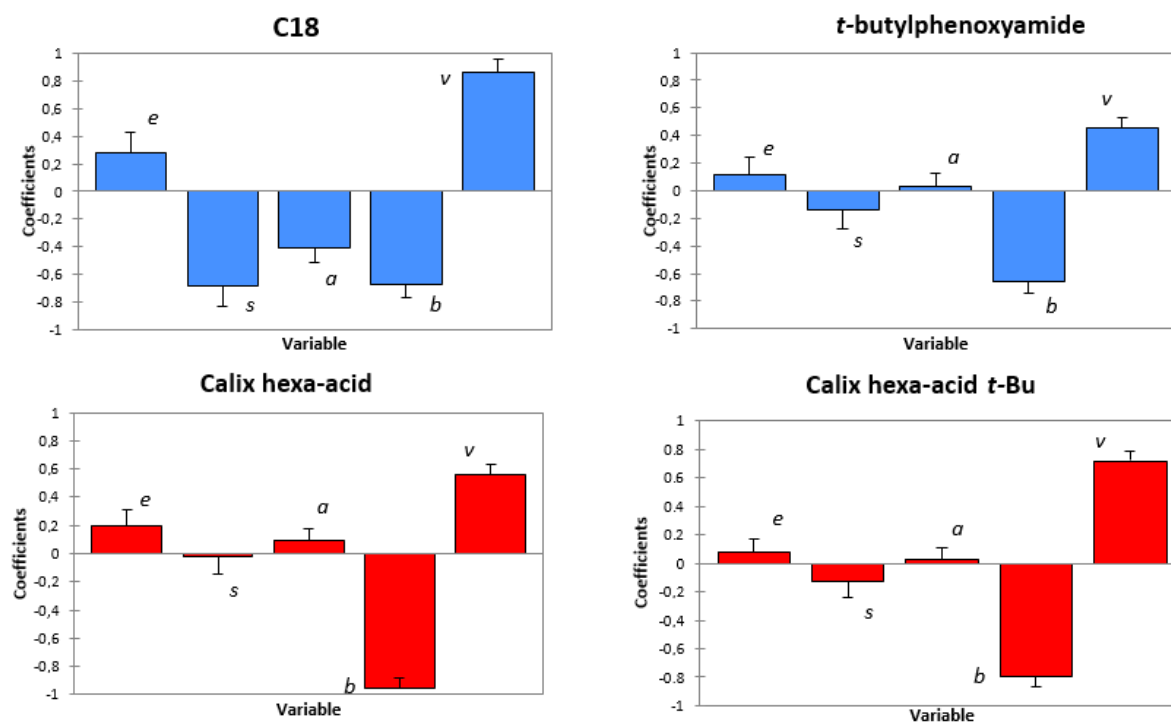 C18
1
0,8
0,6
0,4
0,2
0
-0,2
-0,4
-0,6
-0,8
-1
Coefficients
e
s
a
b
v
Variable
t-butylphenoxyamide
1
0,8
0,6
0,4
0,2
0
-0,2
-0,4
-0,6
-0,8
-1
Coefficients
e
s
a
b
v
Variable
Calix hexa-acid
1
0,8
0,6
0,4
0,2
0
-0,2
-0,4
-0,6
-0,8
-1
Coefficients
e
s
a
b
v
Variable
Calix hexa-acid t-Bu
1
0.8
0.6
0.4
0.2
0
-0.2
-0.4
-0.6
-0.8
-1
Coefficients
e
s
a
b
v
Variable